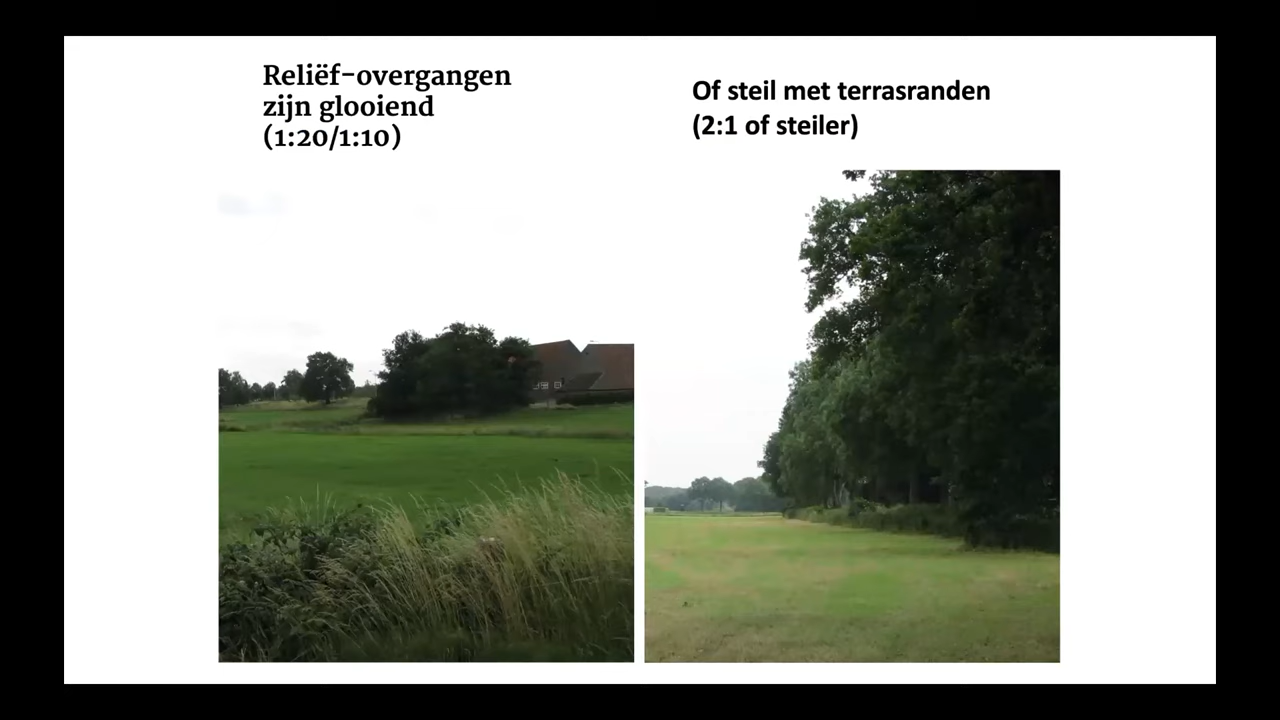 Reliëf-overgangen
zijn glooiend
(1:20/1:10)
Of steil met terrasranden
(2:1 of steiler)